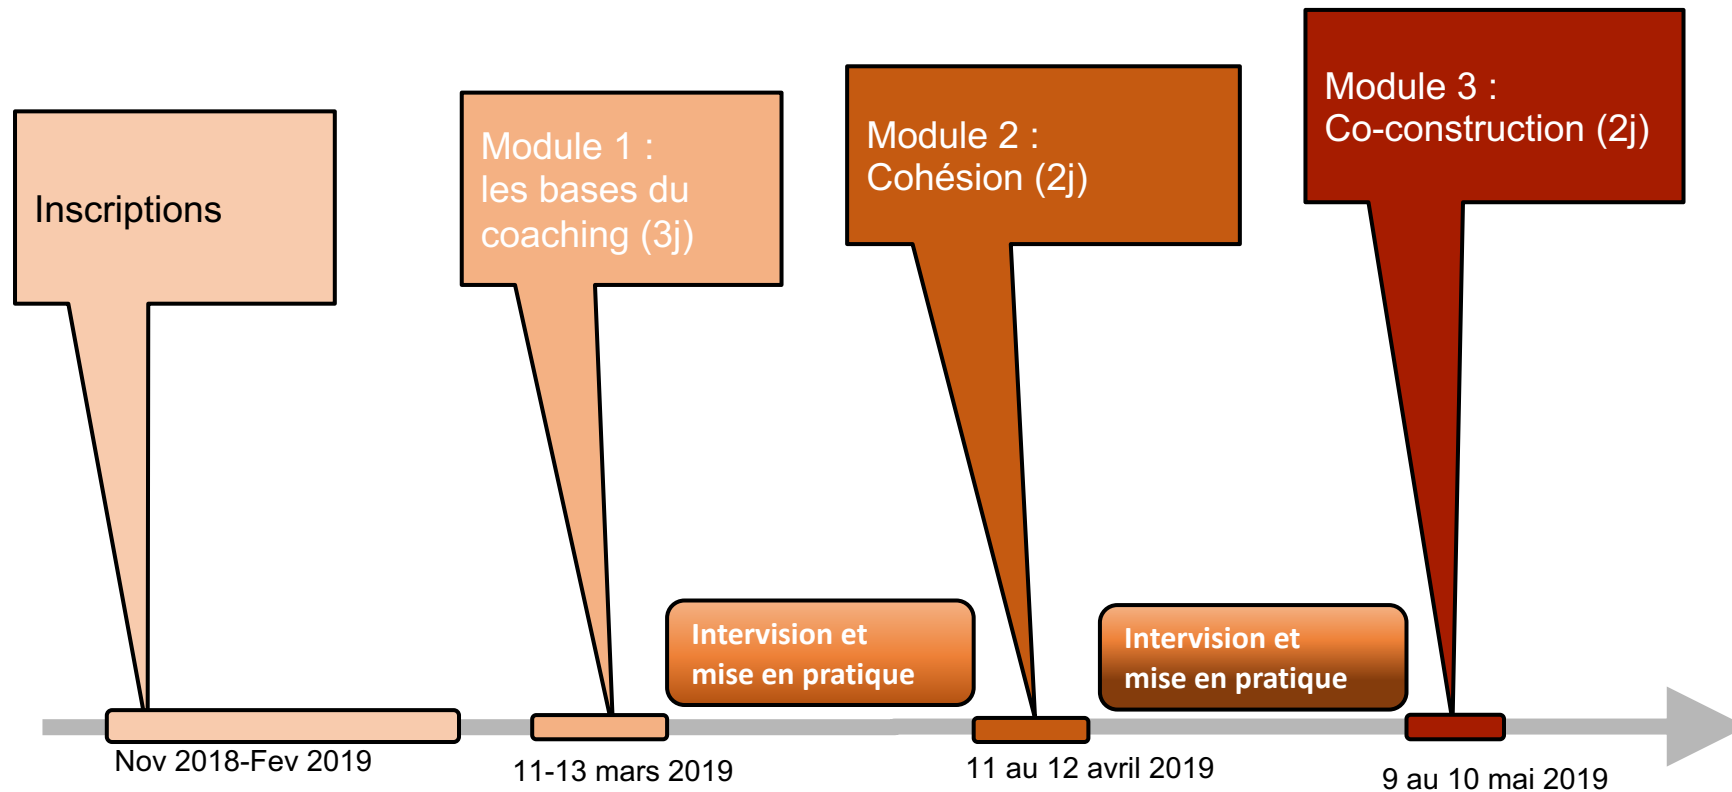 Inscriptions
Module 1 :
les bases du
coaching (3j)
Module 2 :
Cohésion (2j)
Module 3 :
Co-construction (2j)
Intervision et
mise en pratique
Intervision et
mise en pratique
Nov 2018-Fev 2019
11-13 mars 2019
11 au 12 avril 2019
9 au 10 mai 2019